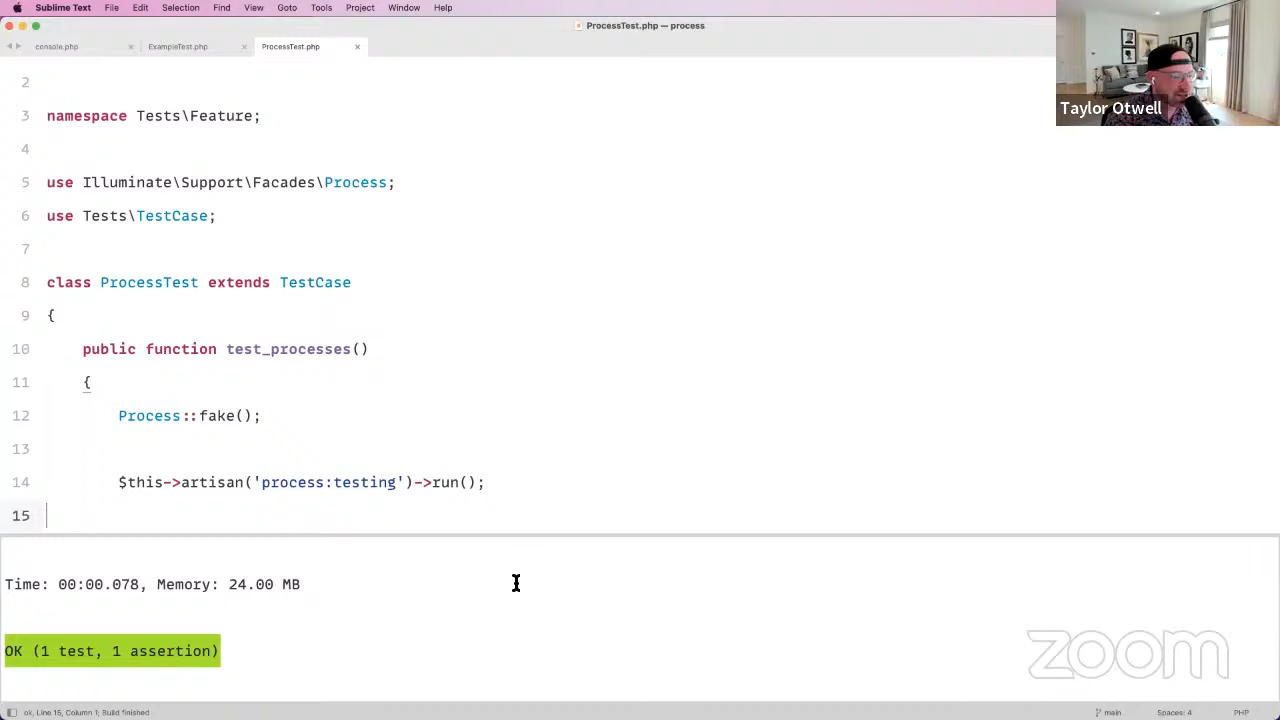 Sublime Text File Edit Selection Find View Goto Tools Project Window Help
ProcessTest.php — process
console.php × ExampleTest.php × ProcessTest.php ×
Taylor Otwell
2
3 namespace Tests\Feature;
4
5 use Illuminate\Support\Facades\Process;
6 use Tests\TestCase;
7
8 class ProcessTest extends TestCase
9 {
10 public function test_processes()
11 {
12 Process::fake();
13
14 $this->artisan('process:testing')->run();
15
Time: 00:00.078, Memory: 24.00 MB
OK (1 test, 1 assertion)
zoom
ok, Line 15, Column 1; Build finished main Spaces: 4 PHP